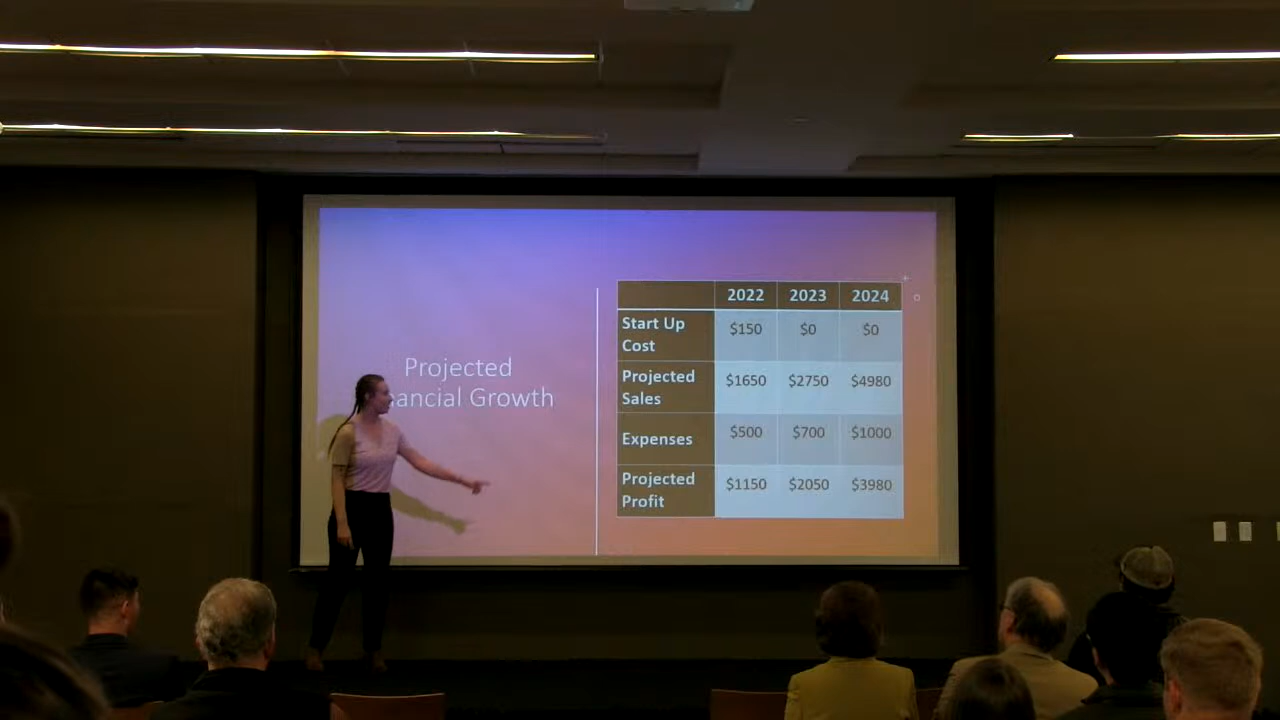 Projected
ancial Growth
2022 2023 2024
Start Up Cost $150 $0 $0
Projected Sales $1650 $2750 $4980
Expenses $500 $700 $1000
Projected Profit $1150 $2050 $3980